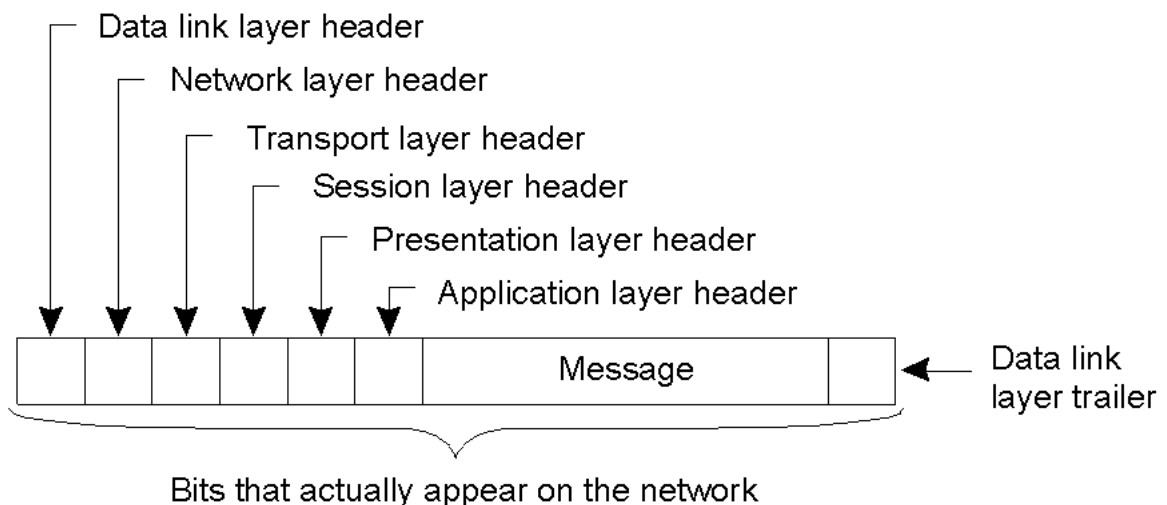 Data link layer header
Network layer header
Transport layer header
Session layer header
Presentation layer header
Application layer header
Message
Data link
layer trailer
Bits that actually appear on the network